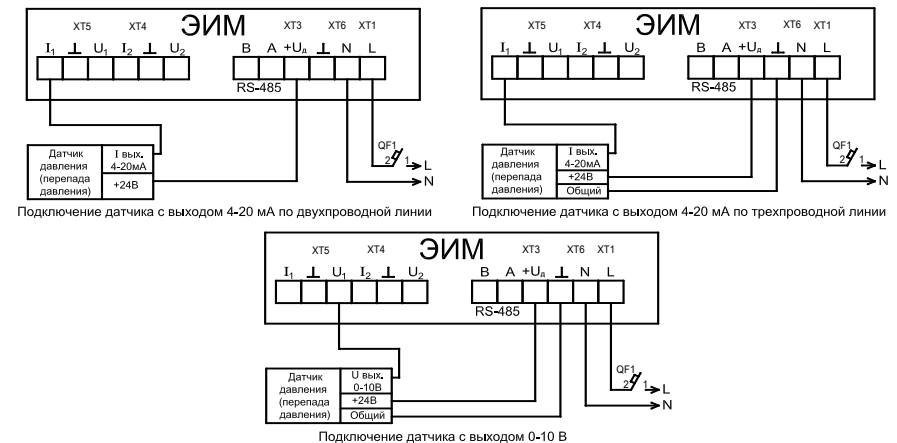 ЭИМ
XT5 XT4 XT3 XT6 XT1
I₁ ⊥ U₁ I₂ ⊥ U₂ B A +Uд ⊥ N L
RS-485
QF1
2 1 L
N
Датчик
давления
(перепада
давления)
I вых.
4-20мА
+24В
Подключение датчика с выходом 4-20 мА по двухпроводной линии
ЭИМ
XT5 XT4 XT3 XT6 XT1
I₁ ⊥ U₁ I₂ ⊥ U₂ B A +Uд ⊥ N L
RS-485
QF1
2 1 L
N
Датчик
давления
(перепада
давления)
I вых.
4-20мА
+24В
Общий
Подключение датчика с выходом 4-20 мА по трехпроводной линии
ЭИМ
XT5 XT4 XT3 XT6 XT1
I₁ ⊥ U₁ I₂ ⊥ U₂ B A +Uд ⊥ N L
RS-485
QF1
2 1 L
N
Датчик
давления
(перепада
давления)
U вых.
0-10В
+24В
Общий
Подключение датчика с выходом 0-10 В